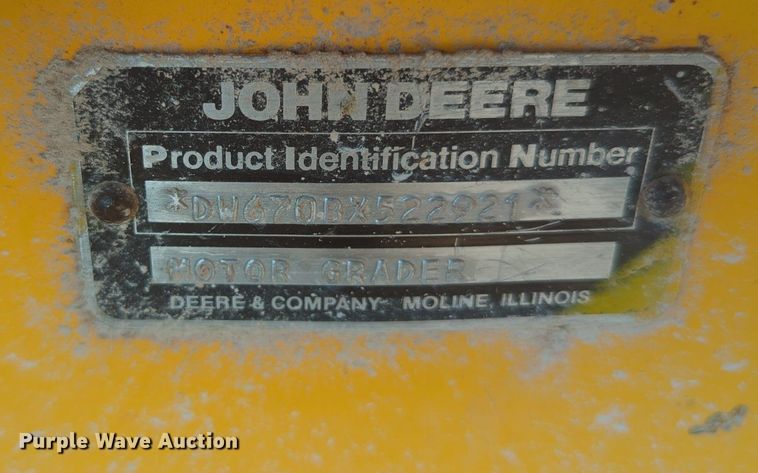 JOHN DEERE
Product Identification Number
*DW670BX522921*
MOTOR GRADER
DEERE & COMPANY MOLINE, ILLINOIS
Purple Wave Auction